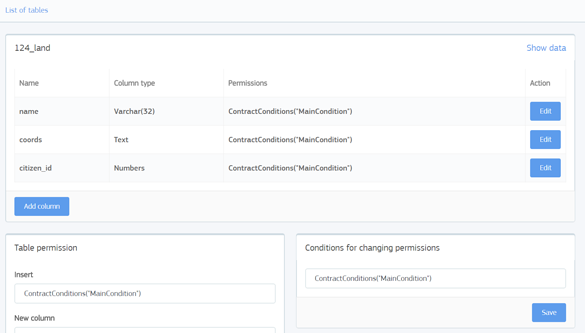 List of tables
124_land Show data
Name Column type Permissions Action
name Varchar(32) ContractConditions("MainCondition") Edit
coords Text ContractConditions("MainCondition") Edit
citizen_id Numbers ContractConditions("MainCondition") Edit
Add column
Table permission
Insert
ContractConditions("MainCondition")
New column
Conditions for changing permissions
ContractConditions("MainCondition")
Save